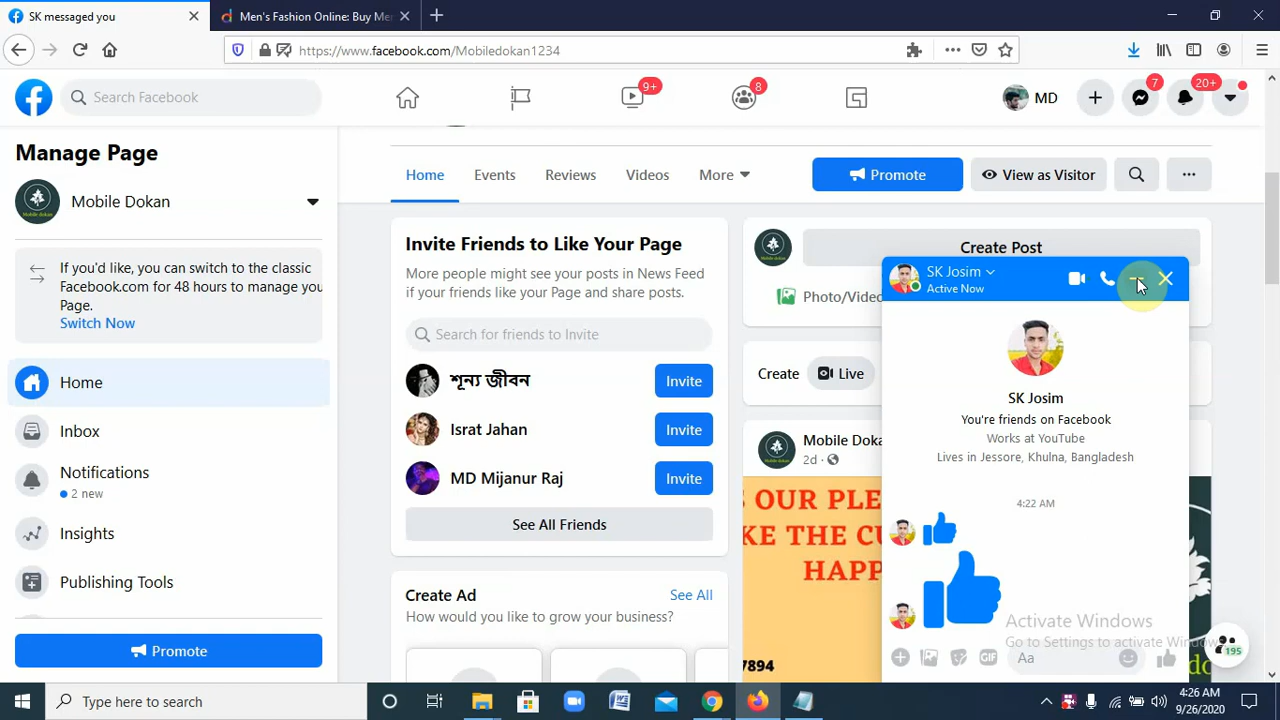 SK messaged you
Men's Fashion Online: Buy Me
https://www.facebook.com/Mobiledokan1234
Search Facebook
9+
8
MD
7
20+
Manage Page
Mobile Dokan
If you'd like, you can switch to the classic
Facebook.com for 48 hours to manage you
Page.
Switch Now
Home
Inbox
Notifications
2 new
Insights
Publishing Tools
Promote
Home
Events
Reviews
Videos
More
Promote
View as Visitor
Invite Friends to Like Your Page
More people might see your posts in News Feed
if your friends like your Page and share posts.
Search for friends to Invite
শূন্য জীবন
Invite
Israt Jahan
Invite
MD Mijanur Raj
Invite
See All Friends
Create Ad
See All
How would you like to grow your business?
Create Post
Photo/Video
Create
Live
Mobile Doka
2d
OUR PLE
KE THE CU
HAPP
7894
SK Josim
Active Now
SK Josim
You're friends on Facebook
Works at YouTube
Lives in Jessore, Khulna, Bangladesh
4:22 AM
GIF
Aa
Activate Windows
Go to Settings to activate Windows
195
Type here to search
4:26 AM
9/26/2020